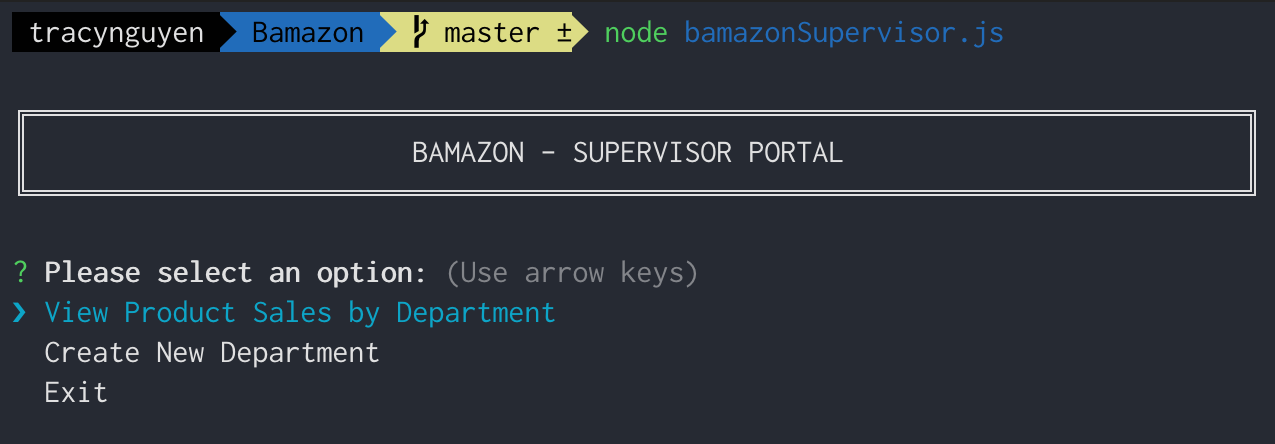 tracynguyen Bamazon master ± node bamazonSupervisor.js
BAMAZON - SUPERVISOR PORTAL
? Please select an option: (Use arrow keys)
❯ View Product Sales by Department
Create New Department
Exit